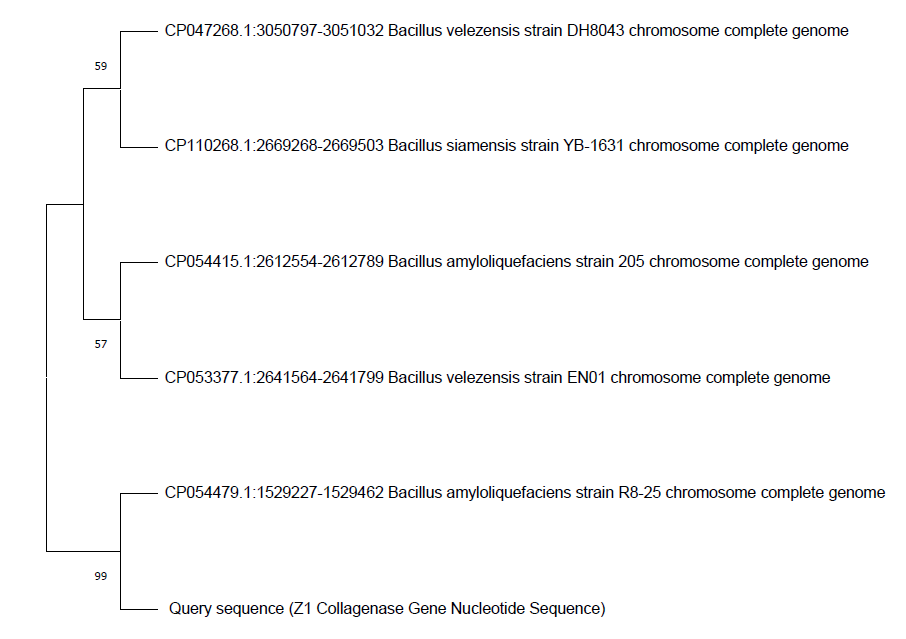 CP047268.1:3050797-3051032 Bacillus velezensis strain DH8043 chromosome complete genome
59
CP110268.1:2669268-2669503 Bacillus siamensis strain YB-1631 chromosome complete genome
CP054415.1:2612554-2612789 Bacillus amyloliquefaciens strain 205 chromosome complete genome
57
CP053377.1:2641564-2641799 Bacillus velezensis strain EN01 chromosome complete genome
CP054479.1:1529227-1529462 Bacillus amyloliquefaciens strain R8-25 chromosome complete genome
99
Query sequence (Z1 Collagenase Gene Nucleotide Sequence)